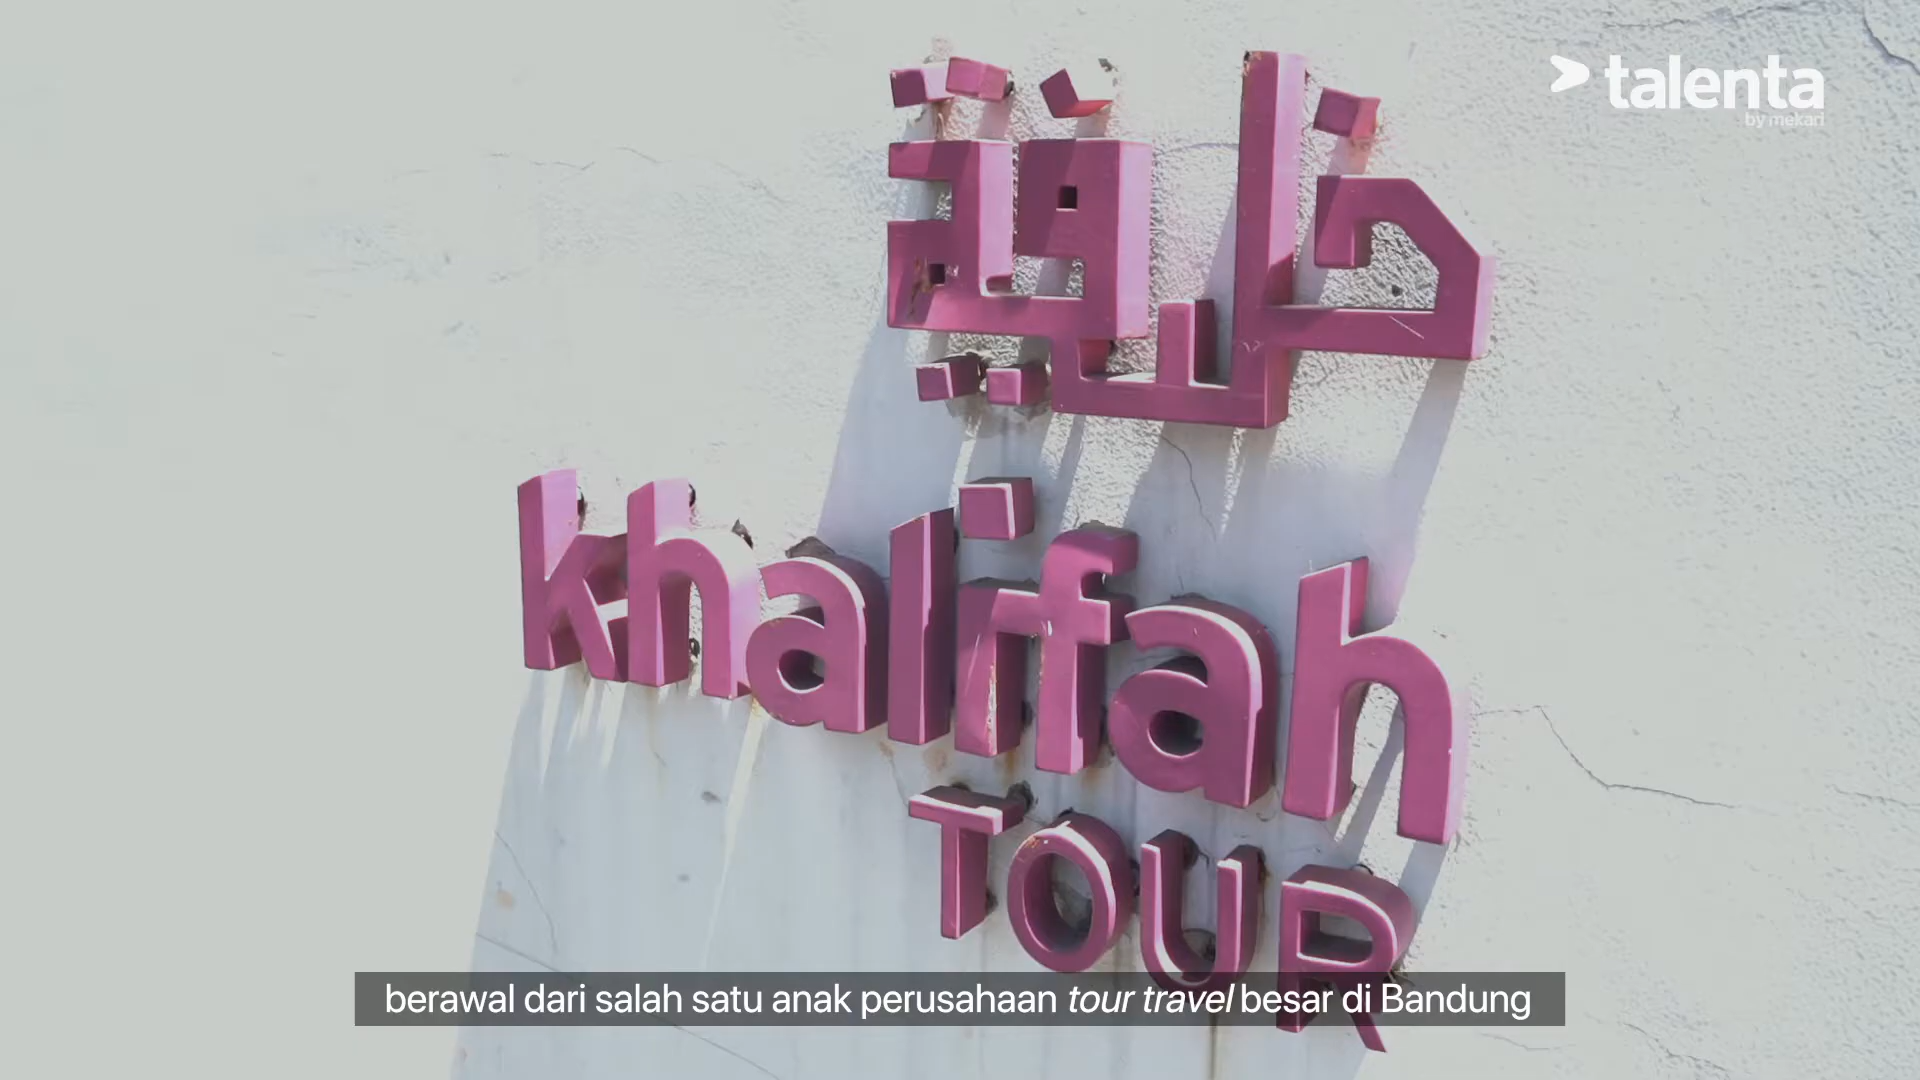 talenta
by mekari
خليفة
khalifah
TOUR
berawal dari salah satu anak perusahaan tour travel besar di Bandung